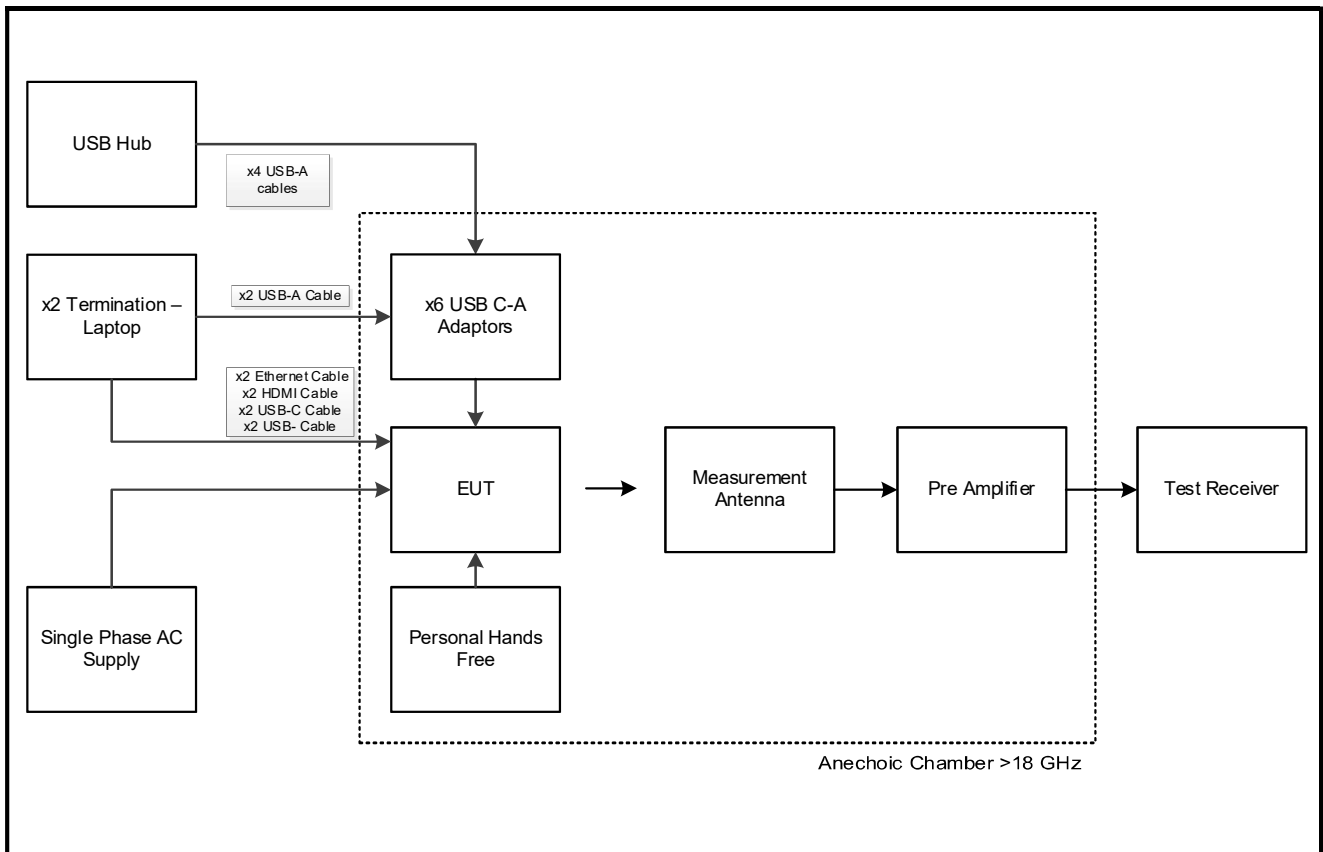 USB Hub
x4 USB-A
cables
x2 Termination –
Laptop
x2 USB-A Cable
x6 USB C-A
Adaptors
x2 Ethernet Cable
x2 HDMI Cable
x2 USB-C Cable
x2 USB- Cable
EUT
Measurement
Antenna
Pre Amplifier
Test Receiver
Single Phase AC
Supply
Personal Hands
Free
Anechoic Chamber >18 GHz